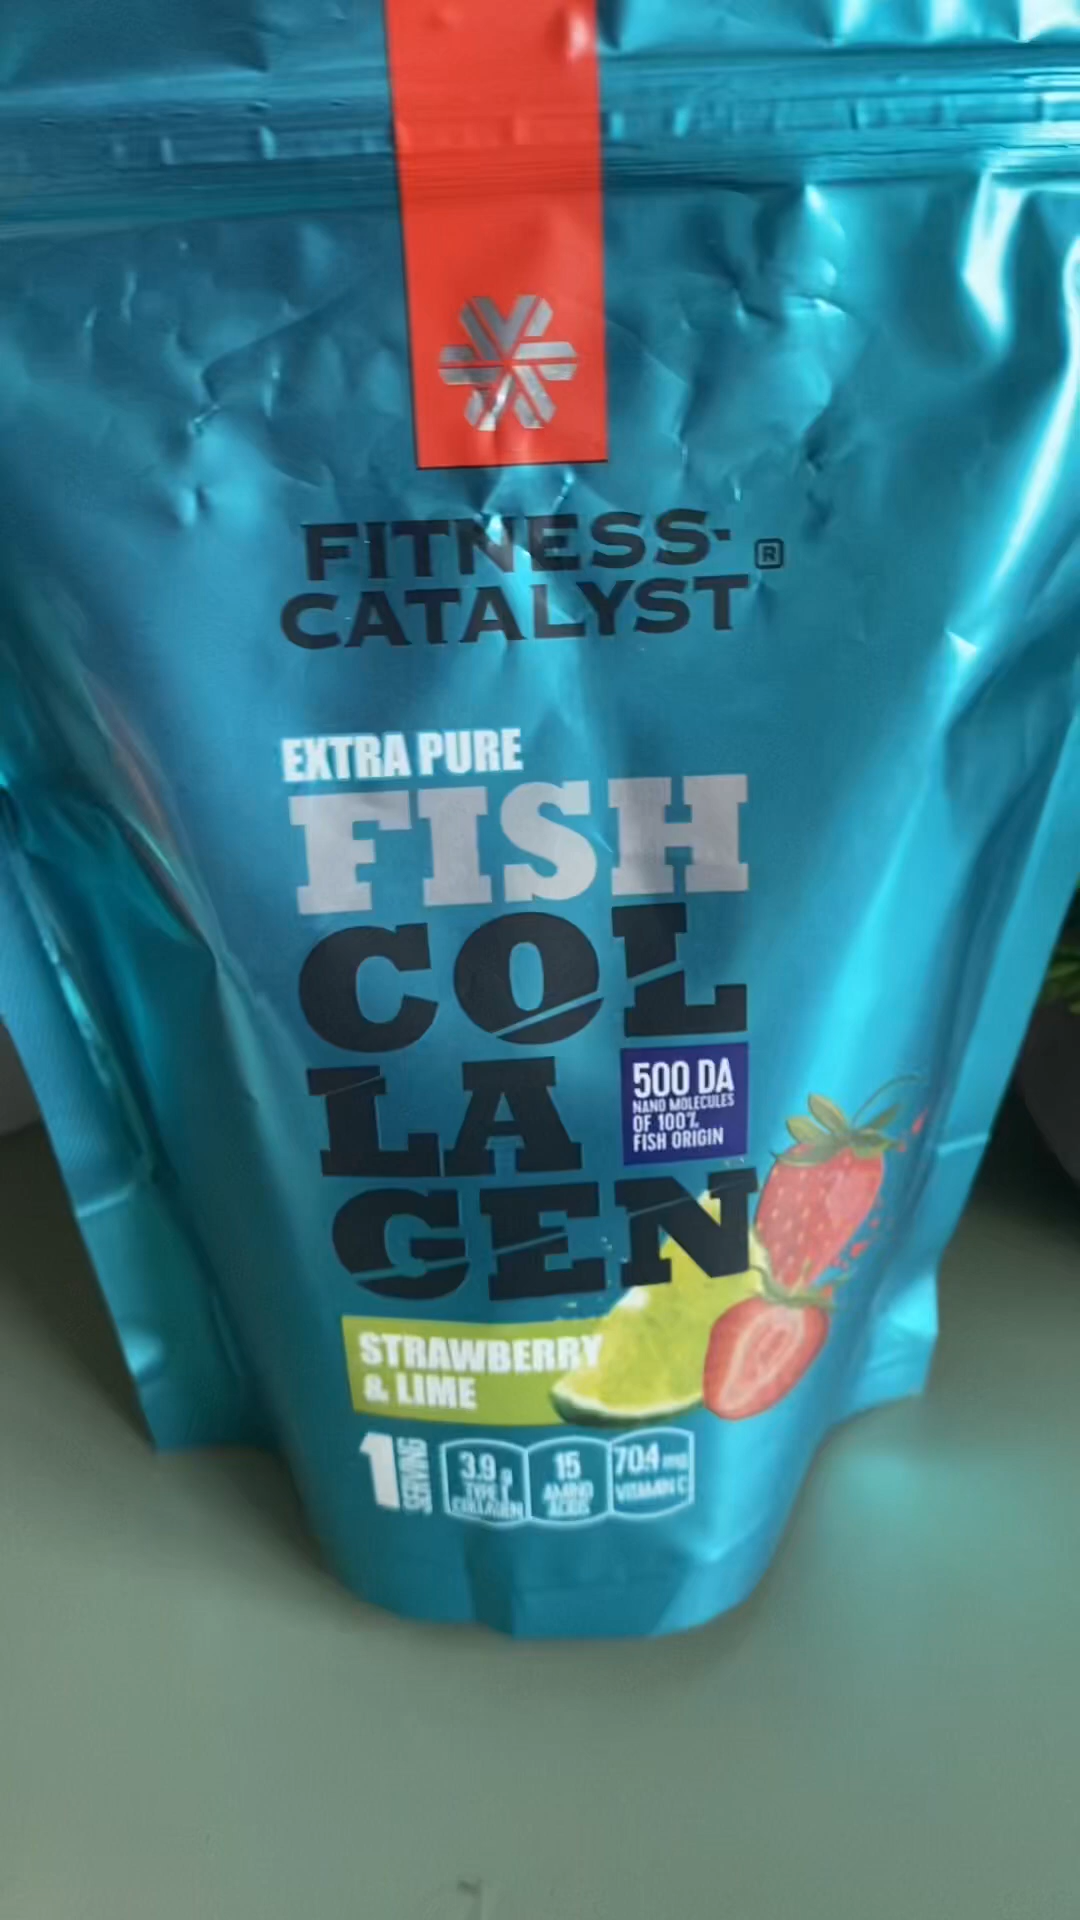 FITNESS-
CATALYST®
EXTRA PURE
FISH
COL
LA
GEN
500 DA
NANO MOLECULES
OF 100%
FISH ORIGIN
STRAWBERRY
& LIME
1 SERVING
3.9 g
TYPE I
COLLAGEN
15
AMINO
ACIDS
70.4 mg
VITAMIN C